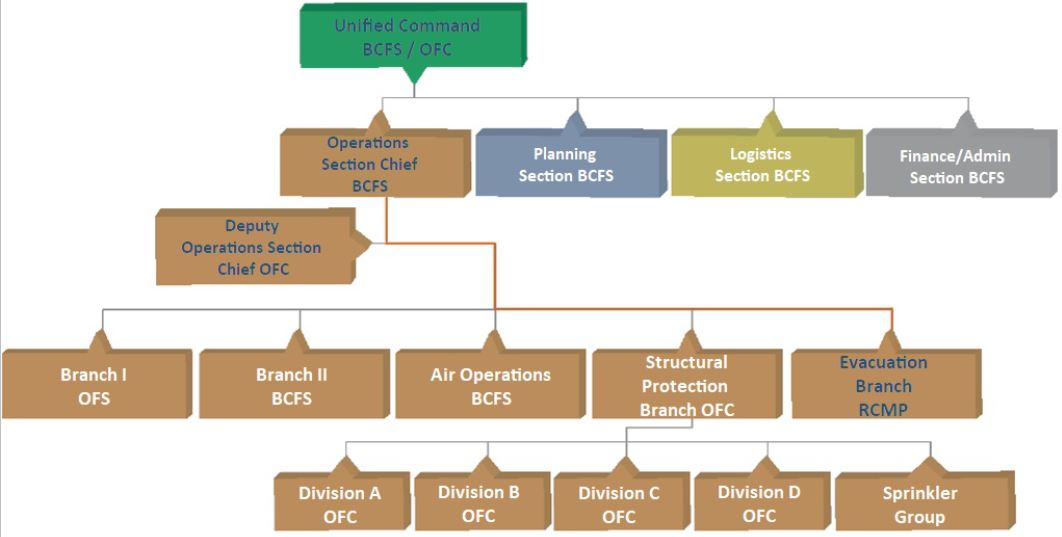 Unified Command
BCFS / OFC
Operations
Section Chief
BCFS
Planning
Section BCFS
Logistics
Section BCFS
Finance/Admin
Section BCFS
Deputy
Operations Section
Chief OFC
Branch I
OFS
Branch II
BCFS
Air Operations
BCFS
Structural
Protection
Branch OFC
Evacuation
Branch
RCMP
Division A
OFC
Division B
OFC
Division C
OFC
Division D
OFC
Sprinkler
Group